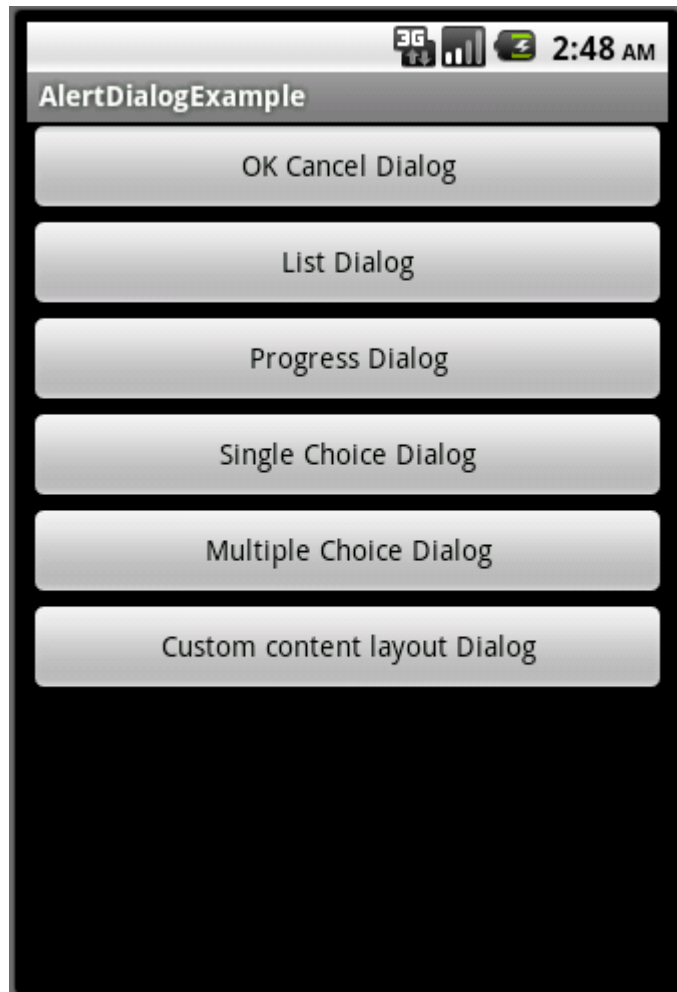 3G 2:48 AM
AlertDialogExample
OK Cancel Dialog
List Dialog
Progress Dialog
Single Choice Dialog
Multiple Choice Dialog
Custom content layout Dialog